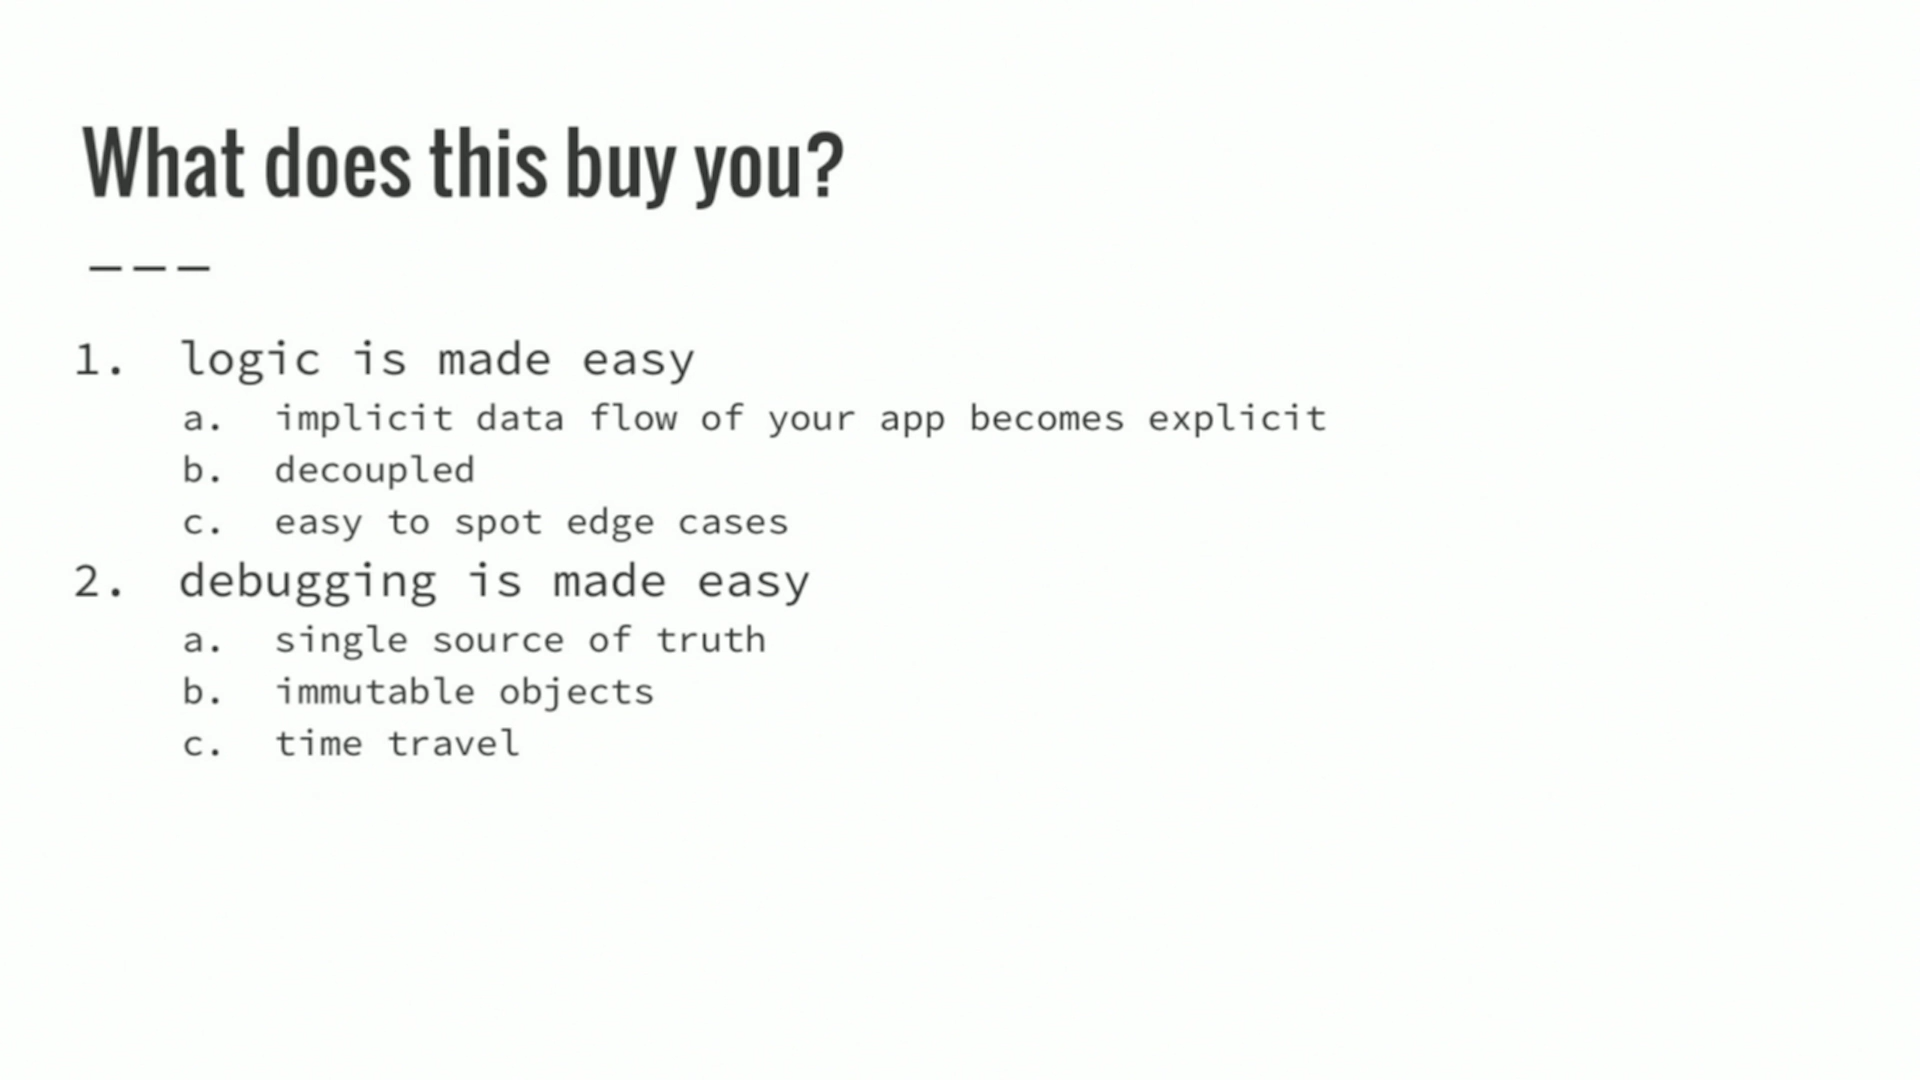 What does this buy you?
———
1. logic is made easy
a. implicit data flow of your app becomes explicit
b. decoupled
c. easy to spot edge cases
2. debugging is made easy
a. single source of truth
b. immutable objects
c. time travel